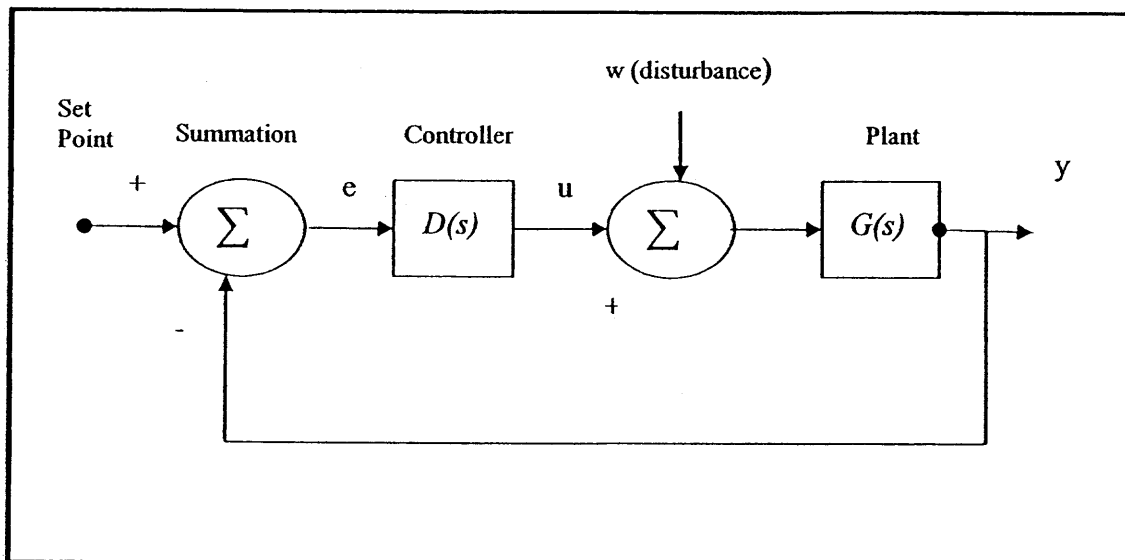 w (disturbance)
Set
Point
Summation
Controller
Plant
+
e
u
y
Σ
D(s)
Σ
G(s)
+
-